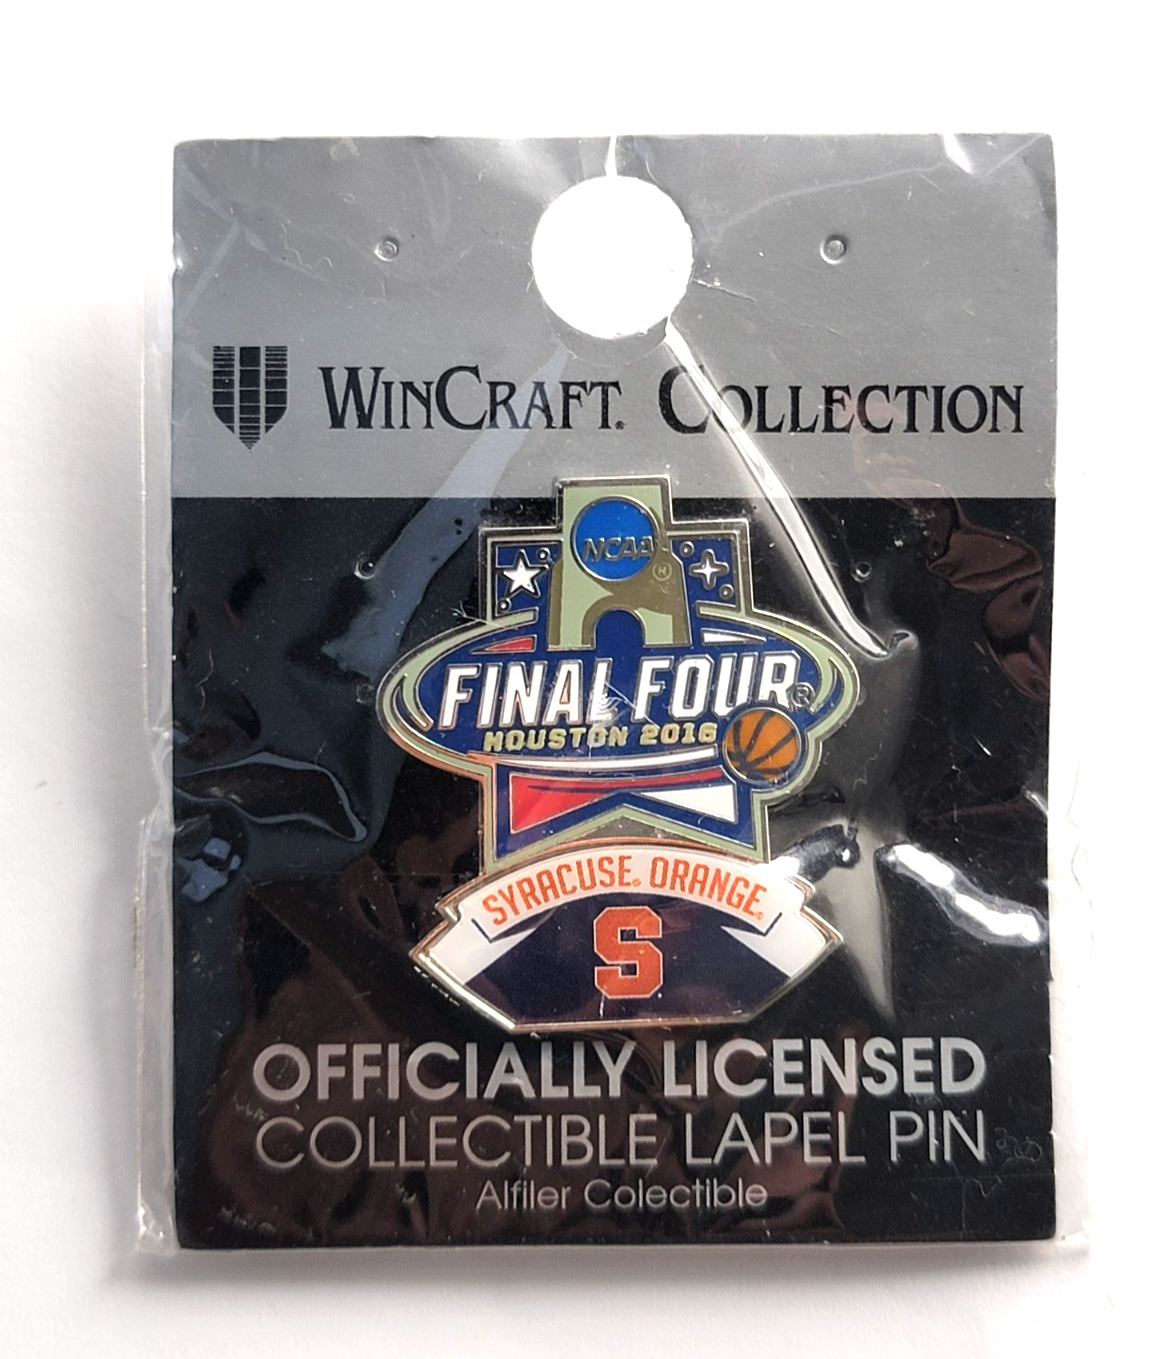 WINCRAFT® COLLECTION
NCAA
®
FINAL FOUR®
HOUSTON 2016
SYRACUSE® ORANGE®
S
OFFICIALLY LICENSED
COLLECTIBLE LAPEL PIN
Alfiler Colectible